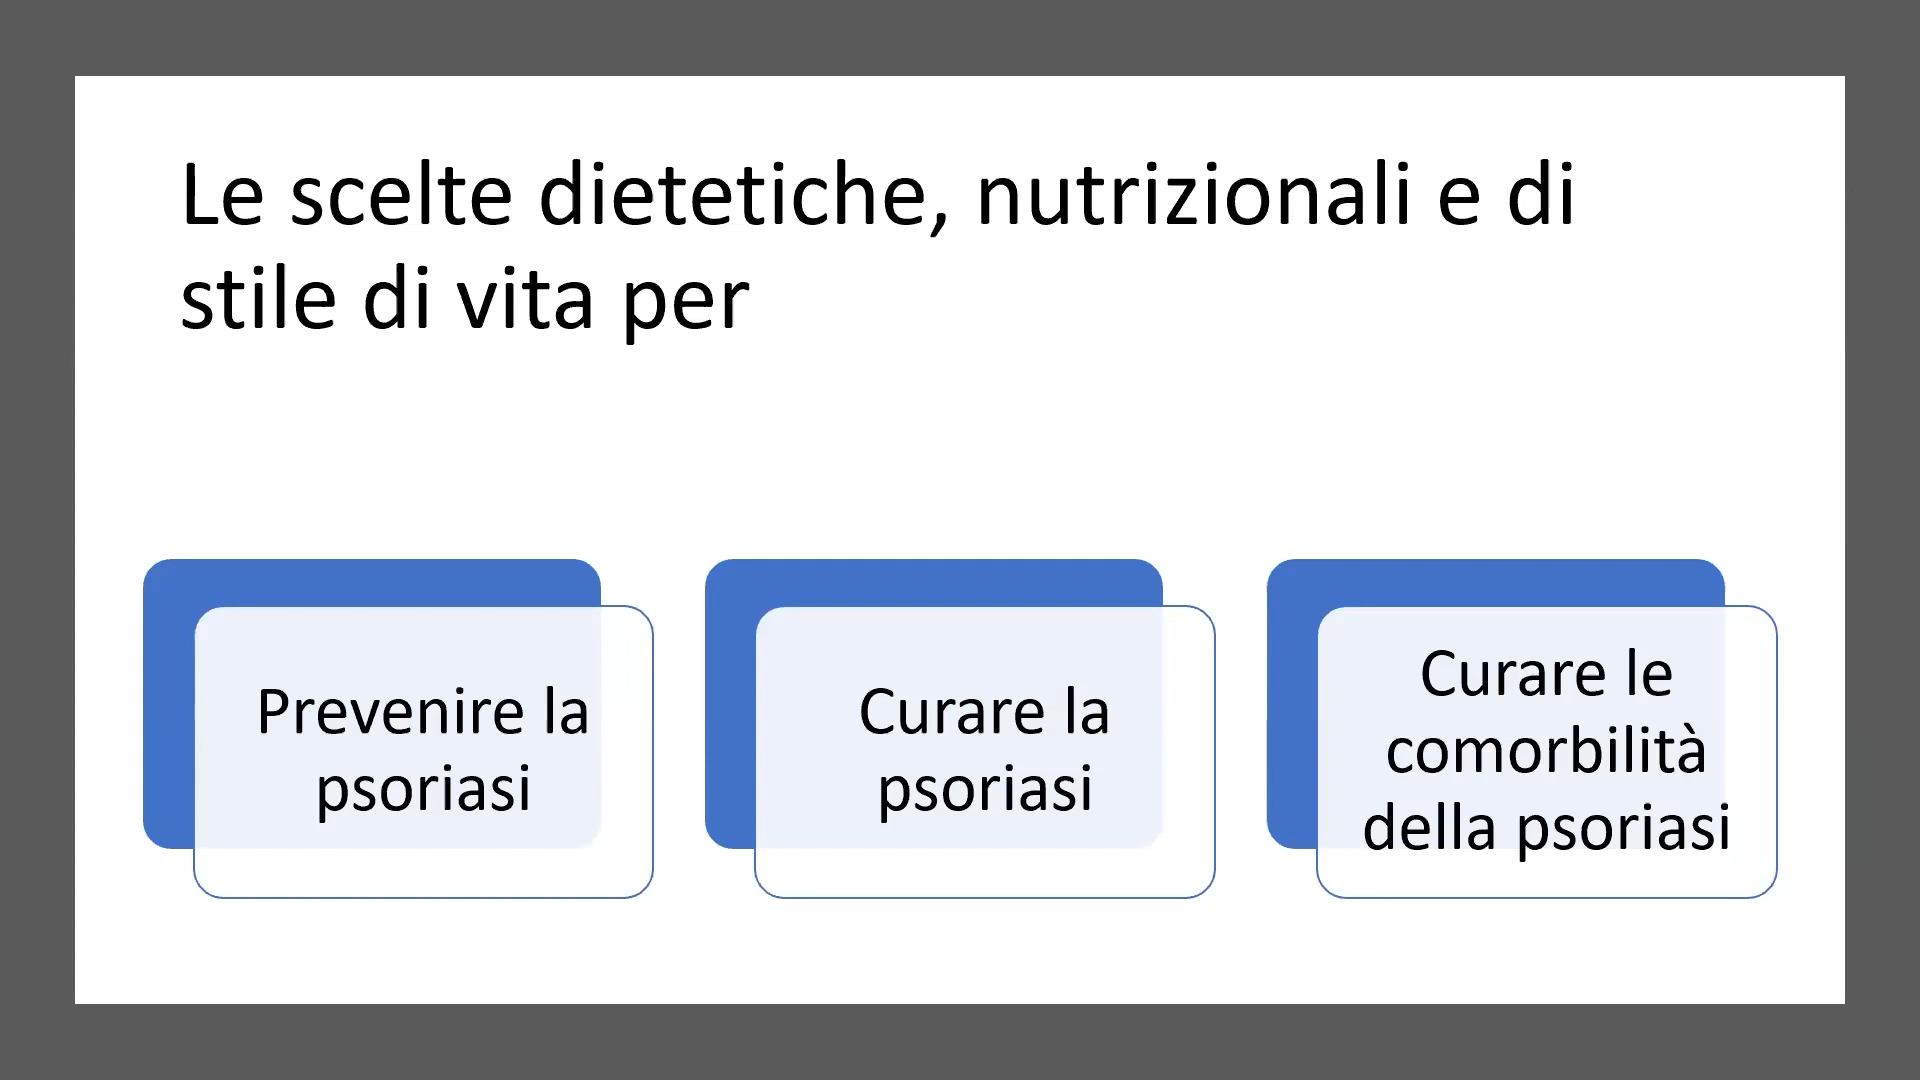 Le scelte dietetiche, nutrizionali e di
stile di vita per
Prevenire la
psoriasi
Curare la
psoriasi
Curare le
comorbilità
della psoriasi